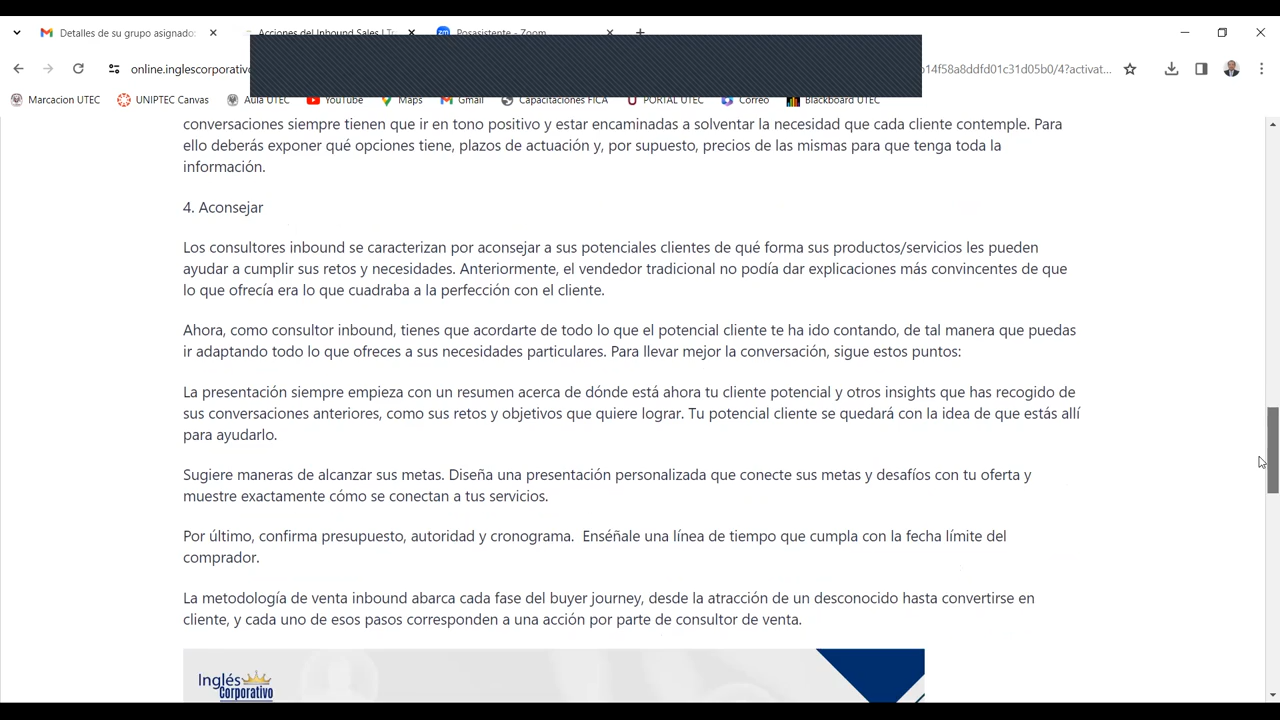 Detalles de su grupo asignado
Acciones del Inbound Sales | Tr
Posasistente - Zoom
online.inglescorporativo
14f58a8ddfd01c31d05b0/4?activat...
Marcacion UTEC
UNIPTEC Canvas
Aula UTEC
YouTube
Maps
Gmail
Capacitaciones FICA
PORTAL UTEC
Correo
Blackboard UTEC
conversaciones siempre tienen que ir en tono positivo y estar encaminadas a solventar la necesidad que cada cliente contemple. Para
ello deberás exponer qué opciones tiene, plazos de actuación y, por supuesto, precios de las mismas para que tenga toda la
información.
4. Aconsejar
Los consultores inbound se caracterizan por aconsejar a sus potenciales clientes de qué forma sus productos/servicios les pueden
ayudar a cumplir sus retos y necesidades. Anteriormente, el vendedor tradicional no podía dar explicaciones más convincentes de que
lo que ofrecía era lo que cuadraba a la perfección con el cliente.
Ahora, como consultor inbound, tienes que acordarte de todo lo que el potencial cliente te ha ido contando, de tal manera que puedas
ir adaptando todo lo que ofreces a sus necesidades particulares. Para llevar mejor la conversación, sigue estos puntos:
La presentación siempre empieza con un resumen acerca de dónde está ahora tu cliente potencial y otros insights que has recogido de
sus conversaciones anteriores, como sus retos y objetivos que quiere lograr. Tu potencial cliente se quedará con la idea de que estás allí
para ayudarlo.
Sugiere maneras de alcanzar sus metas. Diseña una presentación personalizada que conecte sus metas y desafíos con tu oferta y
muestre exactamente cómo se conectan a tus servicios.
Por último, confirma presupuesto, autoridad y cronograma.  Enséñale una línea de tiempo que cumpla con la fecha límite del
comprador.
La metodología de venta inbound abarca cada fase del buyer journey, desde la atracción de un desconocido hasta convertirse en
cliente, y cada uno de esos pasos corresponden a una acción por parte de consultor de venta.
Inglés
Corporativo